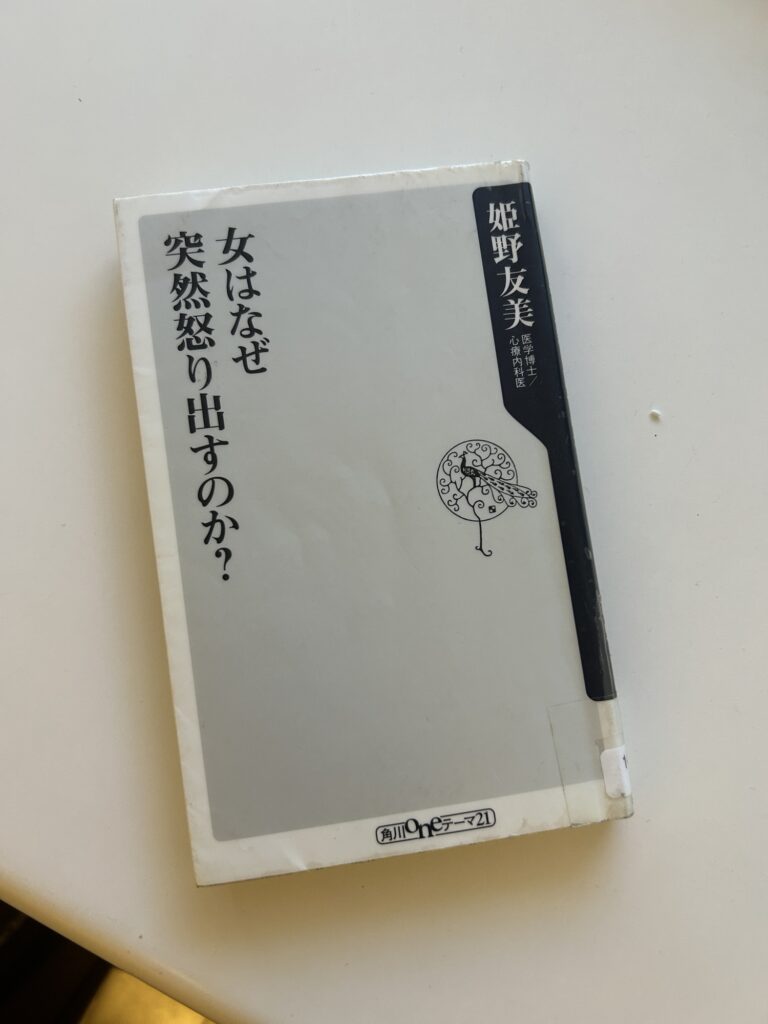 姫野友美
医学博士/
心療内科医
女はなぜ
突然怒り出すのか?
角川oneテーマ21